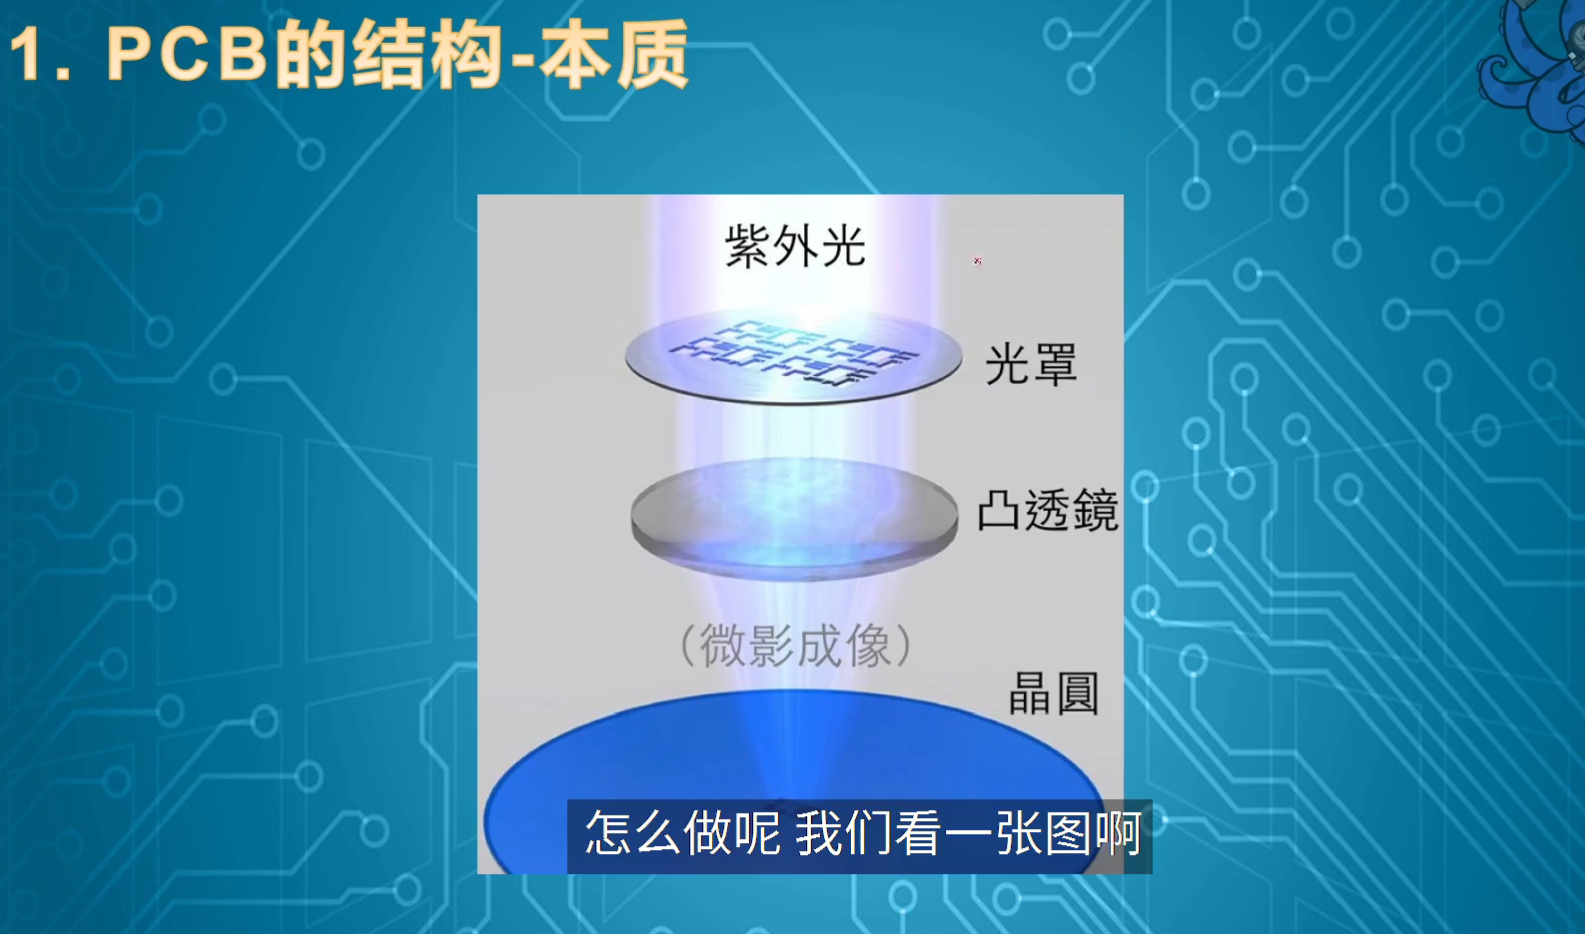 1. PCB的结构-本质
紫外光
光罩
凸透鏡
（微影成像）
晶圓
怎么做呢 我们看一张图啊